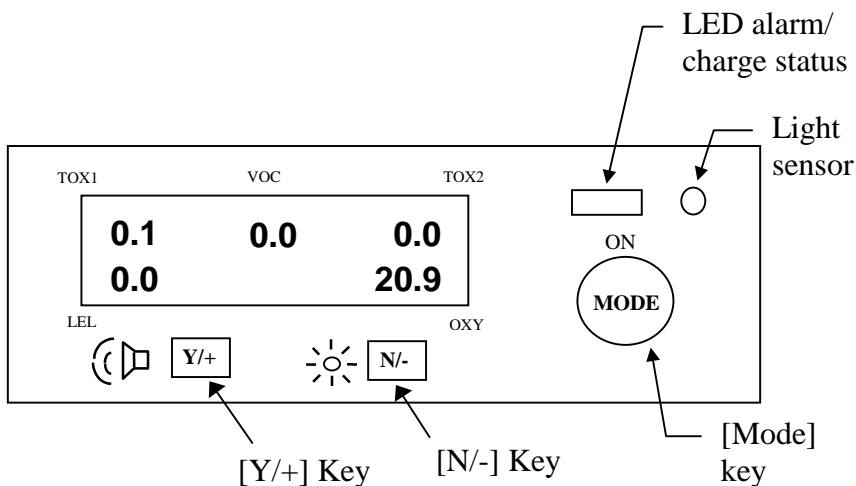 LED alarm/
charge status
Light
sensor
TOX1 VOC TOX2
0.1 0.0 0.0
0.0 20.9
ON
MODE
LEL OXY
Y/+ N/-
[Y/+] Key [N/-] Key [Mode]
key